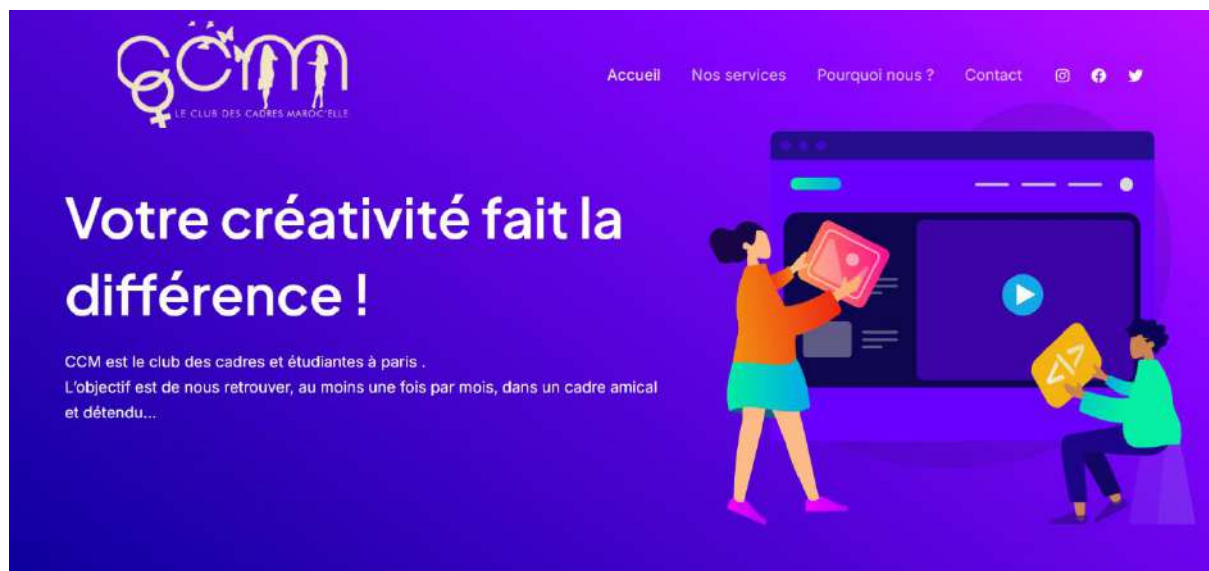 CCM
LE CLUB DES CADRES MAROC'ELLE
Accueil Nos services Pourquoi nous ? Contact
Votre créativité fait la
différence !
CCM est le club des cadres et étudiantes à paris .
L'objectif est de nous retrouver, au moins une fois par mois, dans un cadre amical
et détendu...
</>